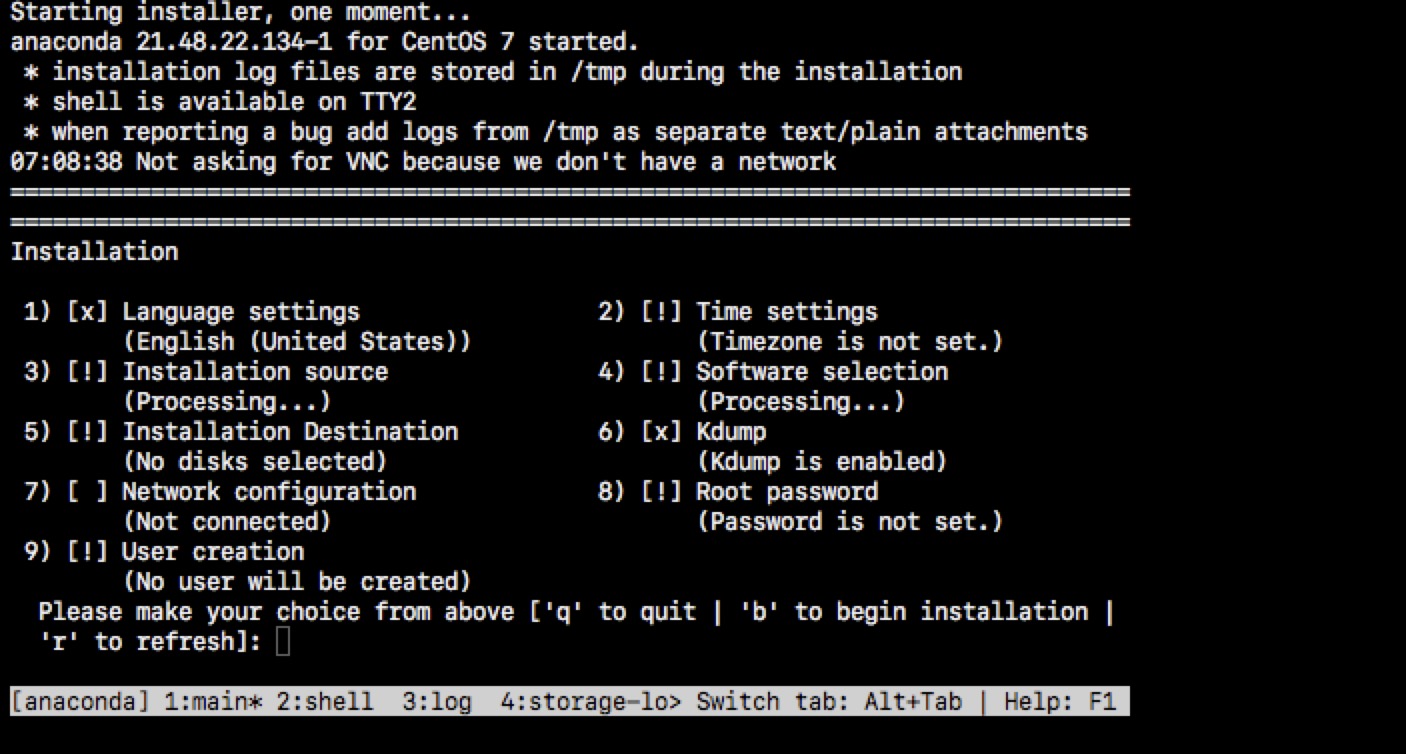 Starting installer, one moment...
anaconda 21.48.22.134-1 for CentOS 7 started.
 * installation log files are stored in /tmp during the installation
 * shell is available on TTY2
 * when reporting a bug add logs from /tmp as separate text/plain attachments
07:08:38 Not asking for VNC because we don't have a network
================================================================================
================================================================================
Installation

 1) [x] Language settings                 2) [!] Time settings
        (English (United States))                (Timezone is not set.)
 3) [!] Installation source               4) [!] Software selection
        (Processing...)                          (Processing...)
 5) [!] Installation Destination          6) [x] Kdump
        (No disks selected)                      (Kdump is enabled)
 7) [ ] Network configuration             8) [!] Root password
        (Not connected)                          (Password is not set.)
 9) [!] User creation
        (No user will be created)
  Please make your choice from above ['q' to quit | 'b' to begin installation |
  'r' to refresh]:

[anaconda] 1:main* 2:shell  3:log  4:storage-lo> Switch tab: Alt+Tab | Help: F1